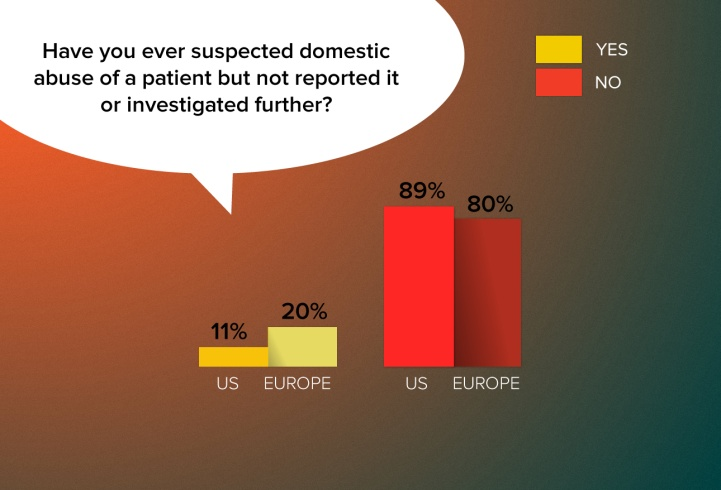 Have you ever suspected domestic
abuse of a patient but not reported it
or investigated further?
YES
NO
89%
80%
20%
11%
US
EUROPE
US
EUROPE